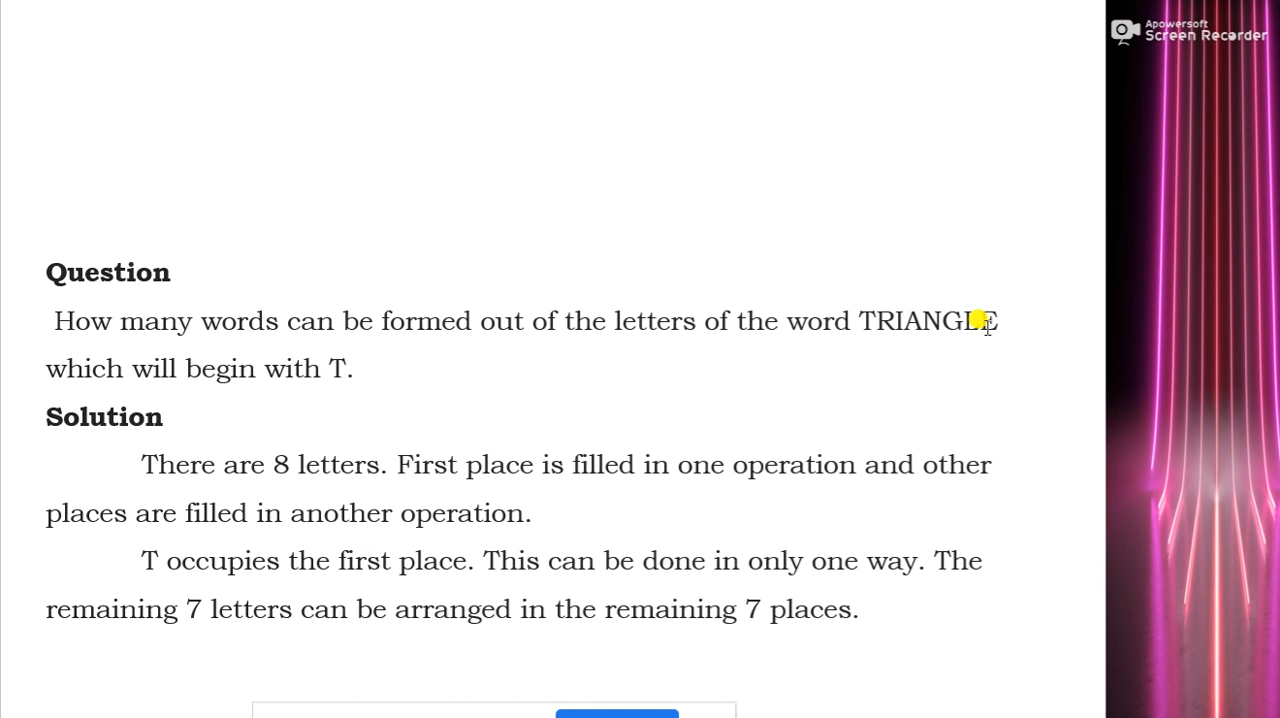 Apowersoft
Screen Recorder
Question
How many words can be formed out of the letters of the word TRIANGLE
which will begin with T.
Solution
There are 8 letters. First place is filled in one operation and other
places are filled in another operation.
T occupies the first place. This can be done in only one way. The
remaining 7 letters can be arranged in the remaining 7 places.